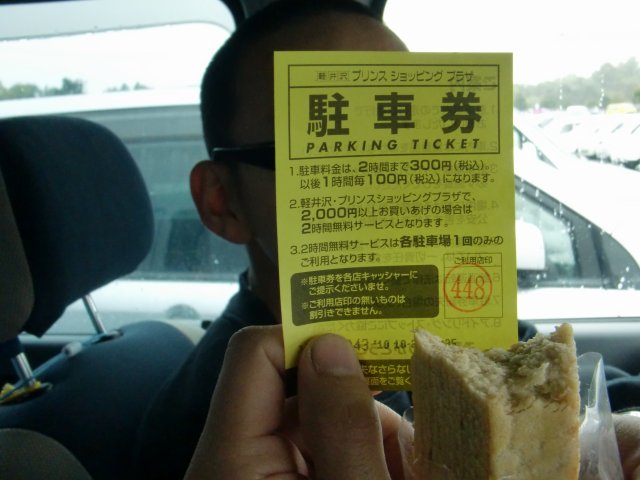 軽井沢 プリンス ショッピング プラザ
駐車券
PARKING TICKET
1.駐車料金は、2時間まで300円(税込)。
以後1時間毎100円(税込)になります。
2.軽井沢・プリンスショッピングプラザで、
2,000円以上お買いあげの場合は
2時間無料サービスとなります。
3.2時間無料サービスは各駐車場1回のみの
ご利用となります。
※駐車券を各店キャッシャーに
ご提示くださいませ。
※ご利用店印の無いものは
割引きできません。
ご利用店印
448